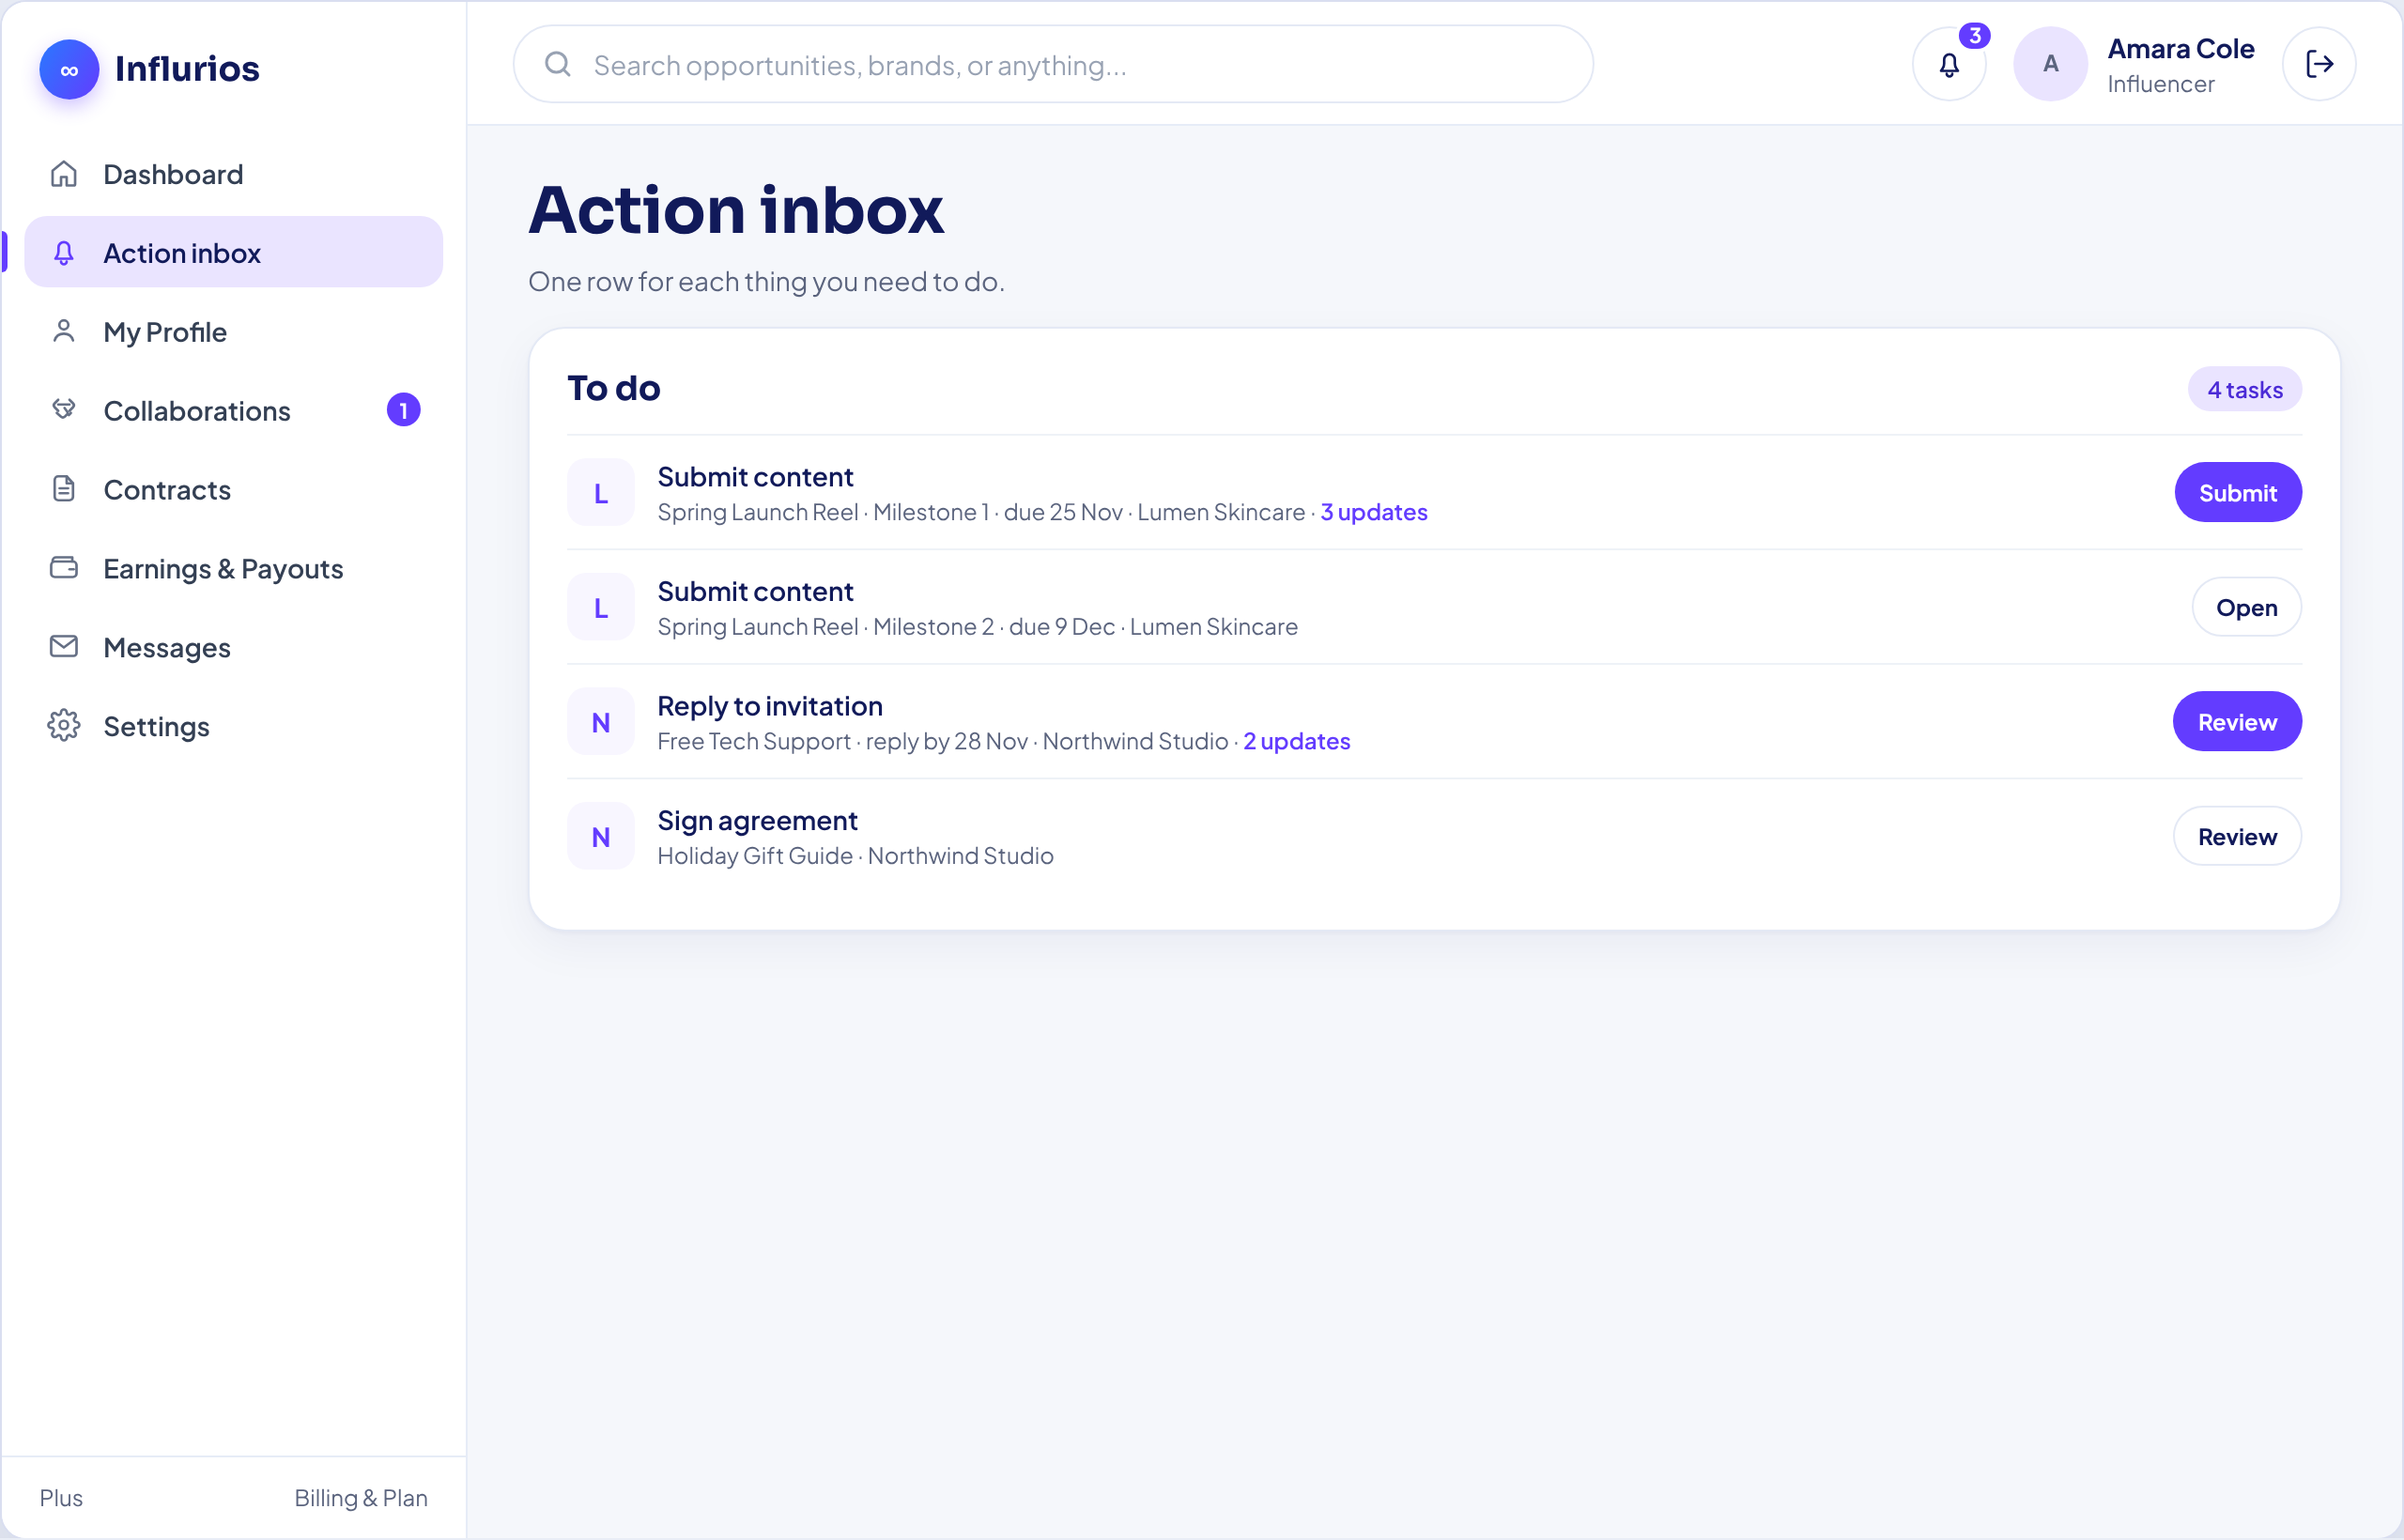 ∞ Influrios
Search opportunities, brands, or anything...
3
A
Amara Cole
Influencer
Dashboard
Action inbox
My Profile
Collaborations 1
Contracts
Earnings & Payouts
Messages
Settings
Plus
Billing & Plan
Action inbox
One row for each thing you need to do.
To do
4 tasks
L
Submit content
Spring Launch Reel · Milestone 1 · due 25 Nov · Lumen Skincare · 3 updates
Submit
L
Submit content
Spring Launch Reel · Milestone 2 · due 9 Dec · Lumen Skincare
Open
N
Reply to invitation
Free Tech Support · reply by 28 Nov · Northwind Studio · 2 updates
Review
N
Sign agreement
Holiday Gift Guide · Northwind Studio
Review